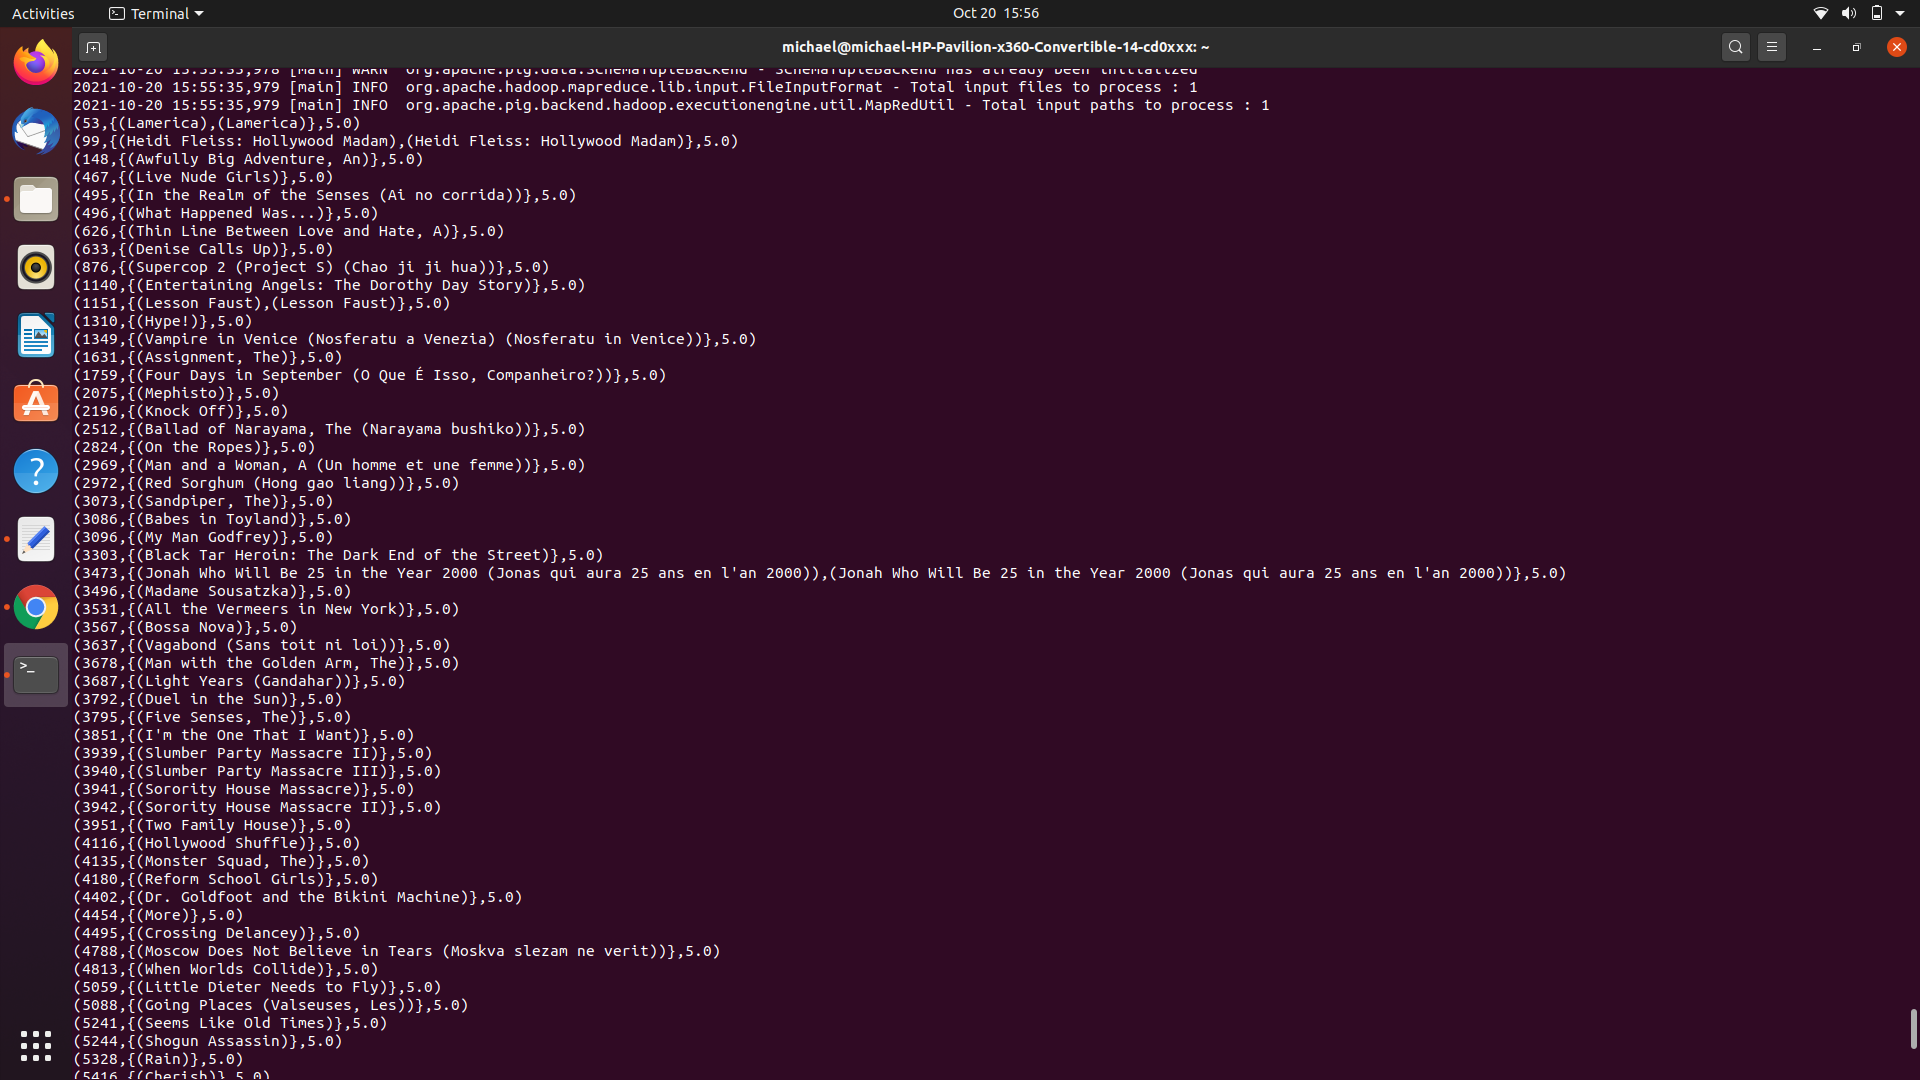 Activities
Terminal
Oct 20 15:56
michael@michael-HP-Pavilion-x360-Convertible-14-cd0xxx: ~
2021-10-20 15:55:35,978 [main] WARN  org.apache.pig.data.SchemaTupleBackend - SchemaTupleBackend has already been initialized
2021-10-20 15:55:35,979 [main] INFO  org.apache.hadoop.mapreduce.lib.input.FileInputFormat - Total input files to process : 1
2021-10-20 15:55:35,979 [main] INFO  org.apache.pig.backend.hadoop.executionengine.util.MapRedUtil - Total input paths to process : 1
(53,{(Lamerica),(Lamerica)},5.0)
(99,{(Heidi Fleiss: Hollywood Madam),(Heidi Fleiss: Hollywood Madam)},5.0)
(148,{(Awfully Big Adventure, An)},5.0)
(467,{(Live Nude Girls)},5.0)
(495,{(In the Realm of the Senses (Ai no corrida))},5.0)
(496,{(What Happened Was...)},5.0)
(626,{(Thin Line Between Love and Hate, A)},5.0)
(633,{(Denise Calls Up)},5.0)
(876,{(Supercop 2 (Project S) (Chao ji ji hua))},5.0)
(1140,{(Entertaining Angels: The Dorothy Day Story)},5.0)
(1151,{(Lesson Faust),(Lesson Faust)},5.0)
(1310,{(Hype!)},5.0)
(1349,{(Vampire in Venice (Nosferatu a Venezia) (Nosferatu in Venice))},5.0)
(1631,{(Assignment, The)},5.0)
(1759,{(Four Days in September (O Que É Isso, Companheiro?))},5.0)
(2075,{(Mephisto)},5.0)
(2196,{(Knock Off)},5.0)
(2512,{(Ballad of Narayama, The (Narayama bushiko))},5.0)
(2824,{(On the Ropes)},5.0)
(2969,{(Man and a Woman, A (Un homme et une femme))},5.0)
(2972,{(Red Sorghum (Hong gao liang))},5.0)
(3073,{(Sandpiper, The)},5.0)
(3086,{(Babes in Toyland)},5.0)
(3096,{(My Man Godfrey)},5.0)
(3303,{(Black Tar Heroin: The Dark End of the Street)},5.0)
(3473,{(Jonah Who Will Be 25 in the Year 2000 (Jonas qui aura 25 ans en l'an 2000)),(Jonah Who Will Be 25 in the Year 2000 (Jonas qui aura 25 ans en l'an 2000))},5.0)
(3496,{(Madame Sousatzka)},5.0)
(3531,{(All the Vermeers in New York)},5.0)
(3567,{(Bossa Nova)},5.0)
(3637,{(Vagabond (Sans toit ni loi))},5.0)
(3678,{(Man with the Golden Arm, The)},5.0)
(3687,{(Light Years (Gandahar))},5.0)
(3792,{(Duel in the Sun)},5.0)
(3795,{(Five Senses, The)},5.0)
(3851,{(I'm the One That I Want)},5.0)
(3939,{(Slumber Party Massacre II)},5.0)
(3940,{(Slumber Party Massacre III)},5.0)
(3941,{(Sorority House Massacre)},5.0)
(3942,{(Sorority House Massacre II)},5.0)
(3951,{(Two Family House)},5.0)
(4116,{(Hollywood Shuffle)},5.0)
(4135,{(Monster Squad, The)},5.0)
(4180,{(Reform School Girls)},5.0)
(4402,{(Dr. Goldfoot and the Bikini Machine)},5.0)
(4454,{(More)},5.0)
(4495,{(Crossing Delancey)},5.0)
(4788,{(Moscow Does Not Believe in Tears (Moskva slezam ne verit))},5.0)
(4813,{(When Worlds Collide)},5.0)
(5059,{(Little Dieter Needs to Fly)},5.0)
(5088,{(Going Places (Valseuses, Les))},5.0)
(5241,{(Seems Like Old Times)},5.0)
(5244,{(Shogun Assassin)},5.0)
(5328,{(Rain)},5.0)
(5416,{(Cherish)},5.0)